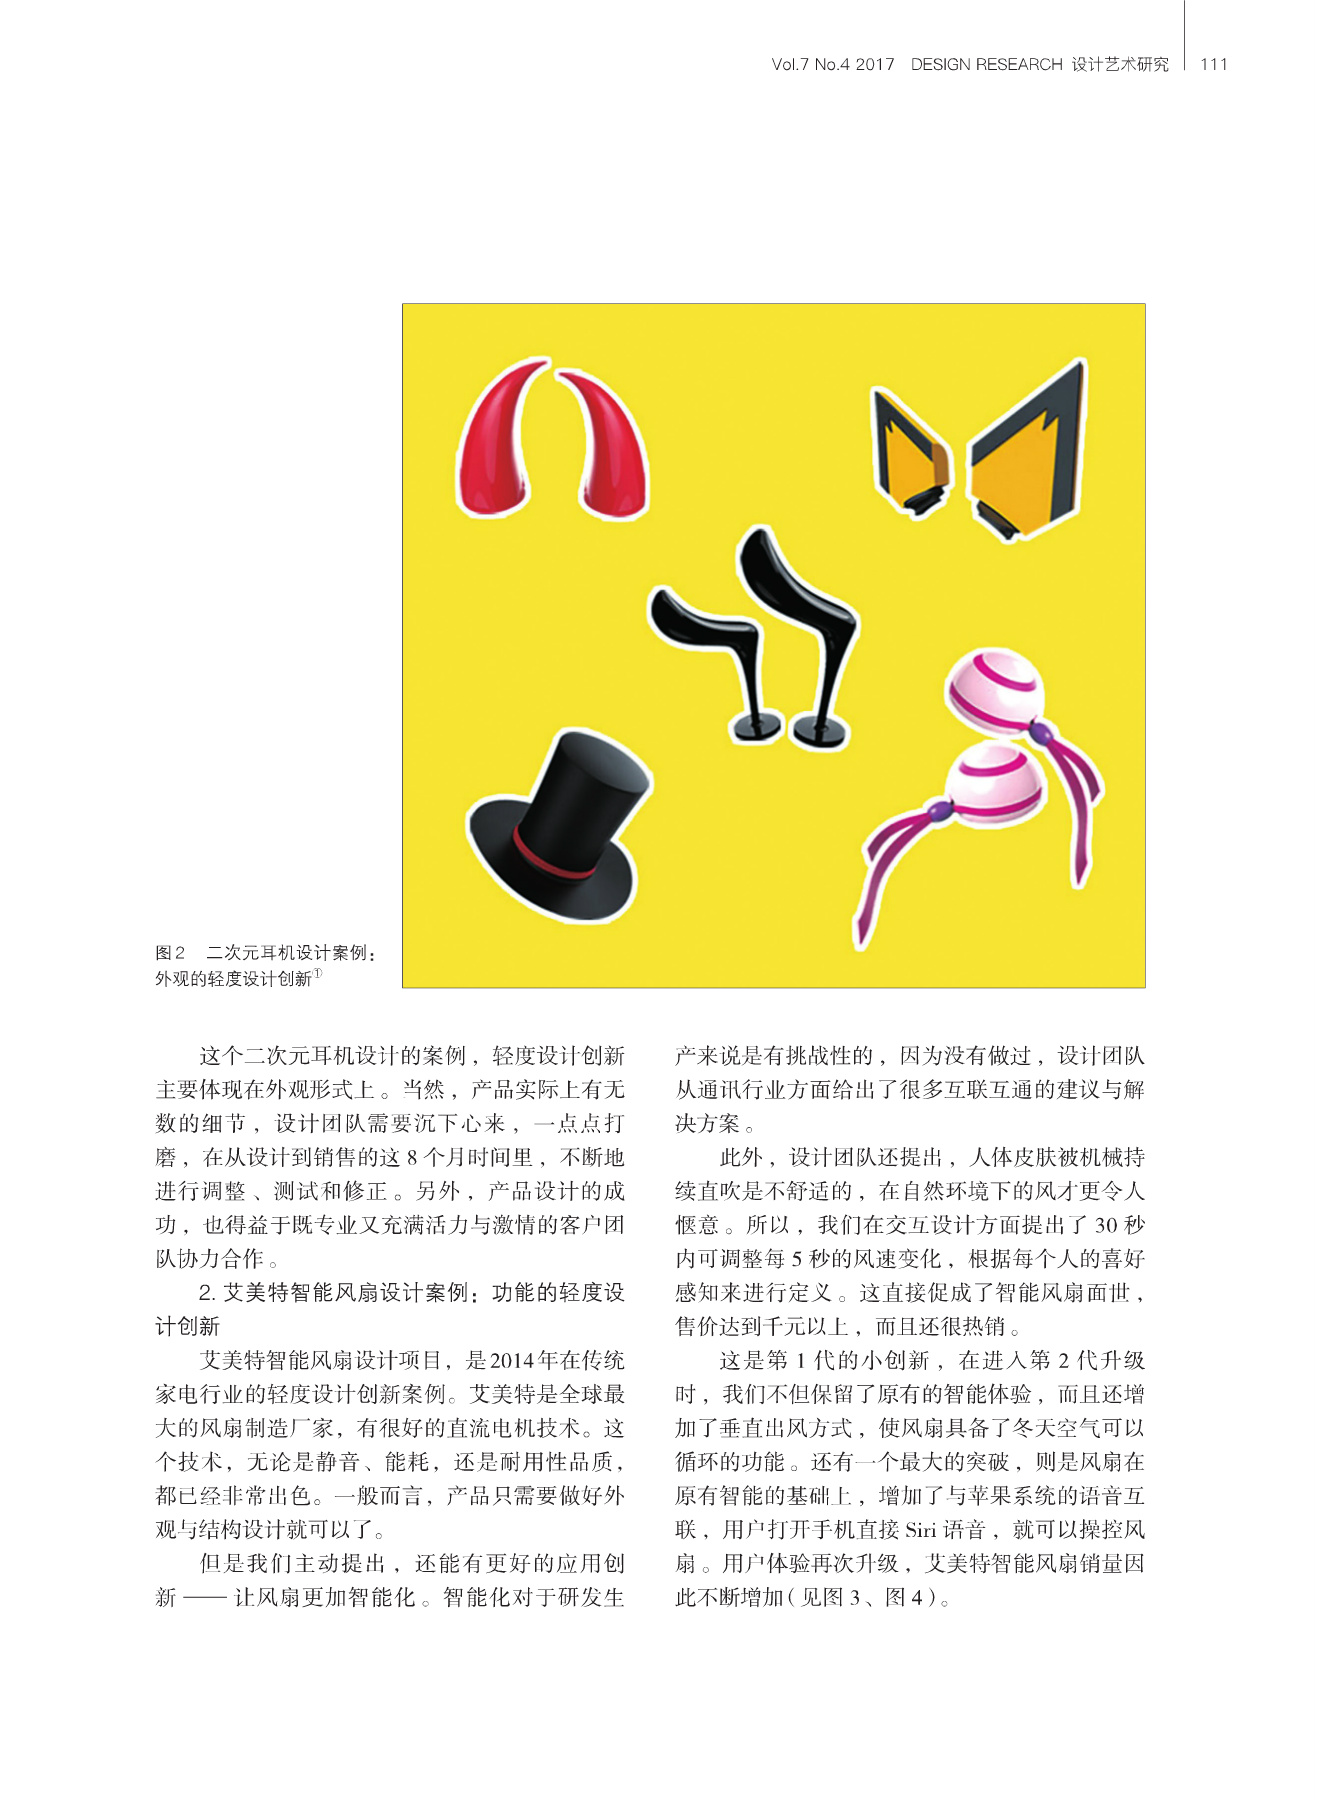 Vol.7 No.4 2017 DESIGN RESEARCH 设计艺术研究 111
图2 二次元耳机设计案例：
外观的轻度设计创新①
这个二次元耳机设计的案例，轻度设计创新
主要体现在外观形式上。当然，产品实际上有无
数的细节，设计团队需要沉下心来，一点点打
磨，在从设计到销售的这 8 个月时间里，不断地
进行调整、测试和修正。另外，产品设计的成
功，也得益于既专业又充满活力与激情的客户团
队协力合作。
2. 艾美特智能风扇设计案例：功能的轻度设
计创新
艾美特智能风扇设计项目，是2014年在传统
家电行业的轻度设计创新案例。艾美特是全球最
大的风扇制造厂家，有很好的直流电机技术。这
个技术，无论是静音、能耗，还是耐用性品质，
都已经非常出色。一般而言，产品只需要做好外
观与结构设计就可以了。
但是我们主动提出，还能有更好的应用创
新——让风扇更加智能化。智能化对于研发生
产来说是有挑战性的，因为没有做过，设计团队
从通讯行业方面给出了很多互联互通的建议与解
决方案。
此外，设计团队还提出，人体皮肤被机械持
续直吹是不舒适的，在自然环境下的风才更令人
惬意。所以，我们在交互设计方面提出了 30 秒
内可调整每 5 秒的风速变化，根据每个人的喜好
感知来进行定义。这直接促成了智能风扇面世，
售价达到千元以上，而且还很热销。
这是第 1 代的小创新，在进入第 2 代升级
时，我们不但保留了原有的智能体验，而且还增
加了垂直出风方式，使风扇具备了冬天空气可以
循环的功能。还有一个最大的突破，则是风扇在
原有智能的基础上，增加了与苹果系统的语音互
联，用户打开手机直接 Siri 语音，就可以操控风
扇。用户体验再次升级，艾美特智能风扇销量因
此不断增加（见图 3、图 4）。